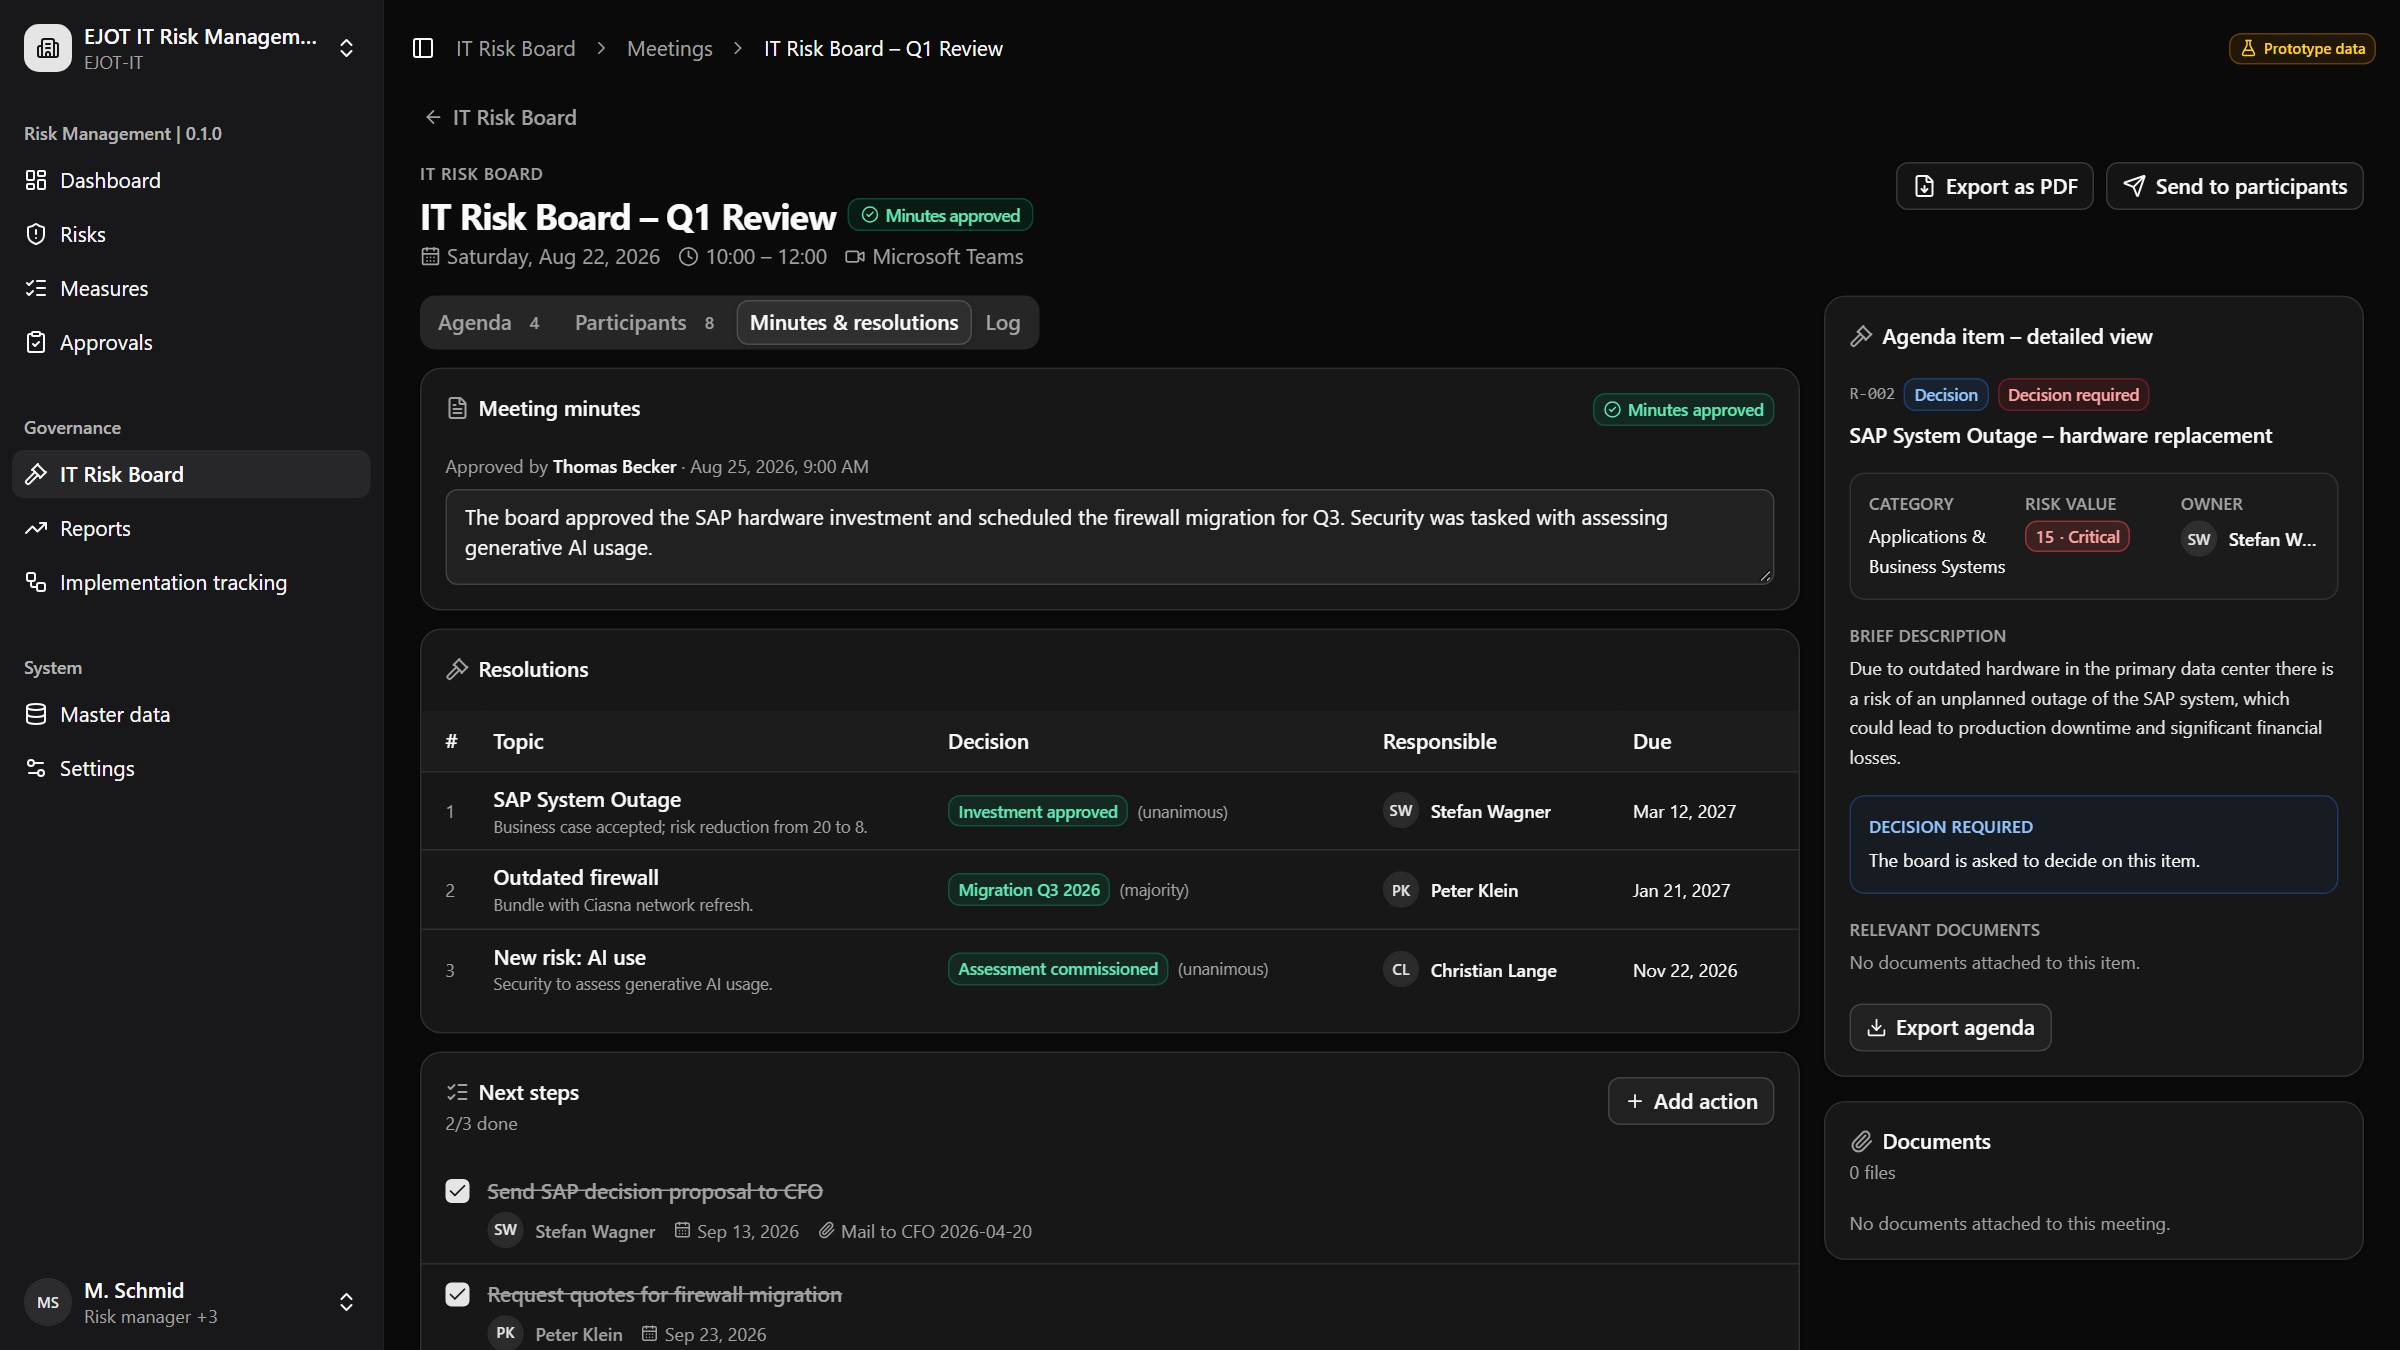 EJOT IT Risk Managem...
EJOT-IT
Risk Management | 0.1.0
Dashboard
Risks
Measures
Approvals
Governance
IT Risk Board
Reports
Implementation tracking
System
Master data
Settings
MS
M. Schmid
Risk manager +3
IT Risk Board
Meetings
IT Risk Board – Q1 Review
Prototype data
IT Risk Board
IT RISK BOARD
IT Risk Board – Q1 Review
Minutes approved
Saturday, Aug 22, 2026
10:00 – 12:00
Microsoft Teams
Export as PDF
Send to participants
Agenda 4
Participants 8
Minutes & resolutions
Log
Meeting minutes
Minutes approved
Approved by Thomas Becker · Aug 25, 2026, 9:00 AM
The board approved the SAP hardware investment and scheduled the firewall migration for Q3. Security was tasked with assessing
generative AI usage.
Resolutions
# Topic Decision Responsible Due
1 SAP System Outage Investment approved (unanimous) SW Stefan Wagner Mar 12, 2027
Business case accepted; risk reduction from 20 to 8.
2 Outdated firewall Migration Q3 2026 (majority) PK Peter Klein Jan 21, 2027
Bundle with Ciasna network refresh.
3 New risk: AI use Assessment commissioned (unanimous) CL Christian Lange Nov 22, 2026
Security to assess generative AI usage.
Next steps
2/3 done
Add action
Send SAP decision proposal to CFO
SW Stefan Wagner Sep 13, 2026 Mail to CFO 2026-04-20
Request quotes for firewall migration
PK Peter Klein Sep 23, 2026
Agenda item – detailed view
R-002 Decision Decision required
SAP System Outage – hardware replacement
CATEGORY
Applications &
Business Systems
RISK VALUE
15 · Critical
OWNER
SW Stefan W...
BRIEF DESCRIPTION
Due to outdated hardware in the primary data center there is
a risk of an unplanned outage of the SAP system, which
could lead to production downtime and significant financial
losses.
DECISION REQUIRED
The board is asked to decide on this item.
RELEVANT DOCUMENTS
No documents attached to this item.
Export agenda
Documents
0 files
No documents attached to this meeting.